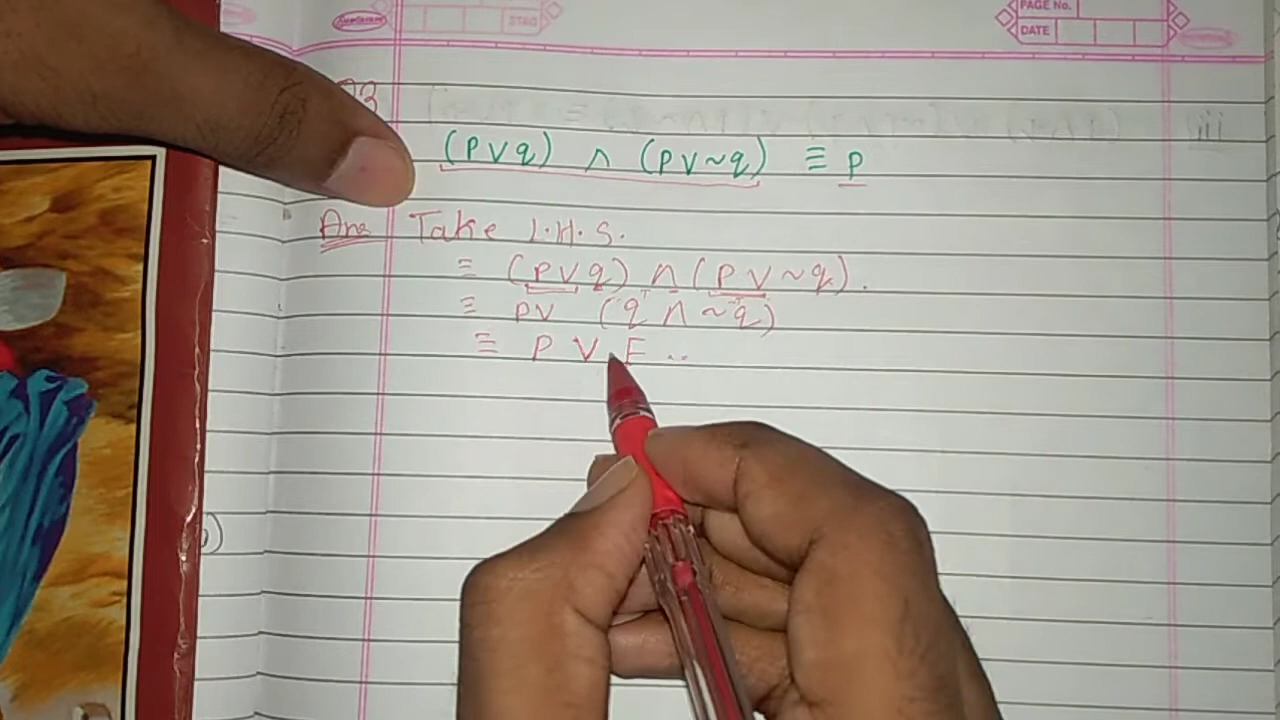 PAGE No.
DATE
(p∨q) ∧ (p∨~q) ≡ p
Ans Take L.H.S.
≡ (p∨q) ∧ (p∨~q).
≡ p∨ (q ∧ ~q)
≡ p ∨ F ..